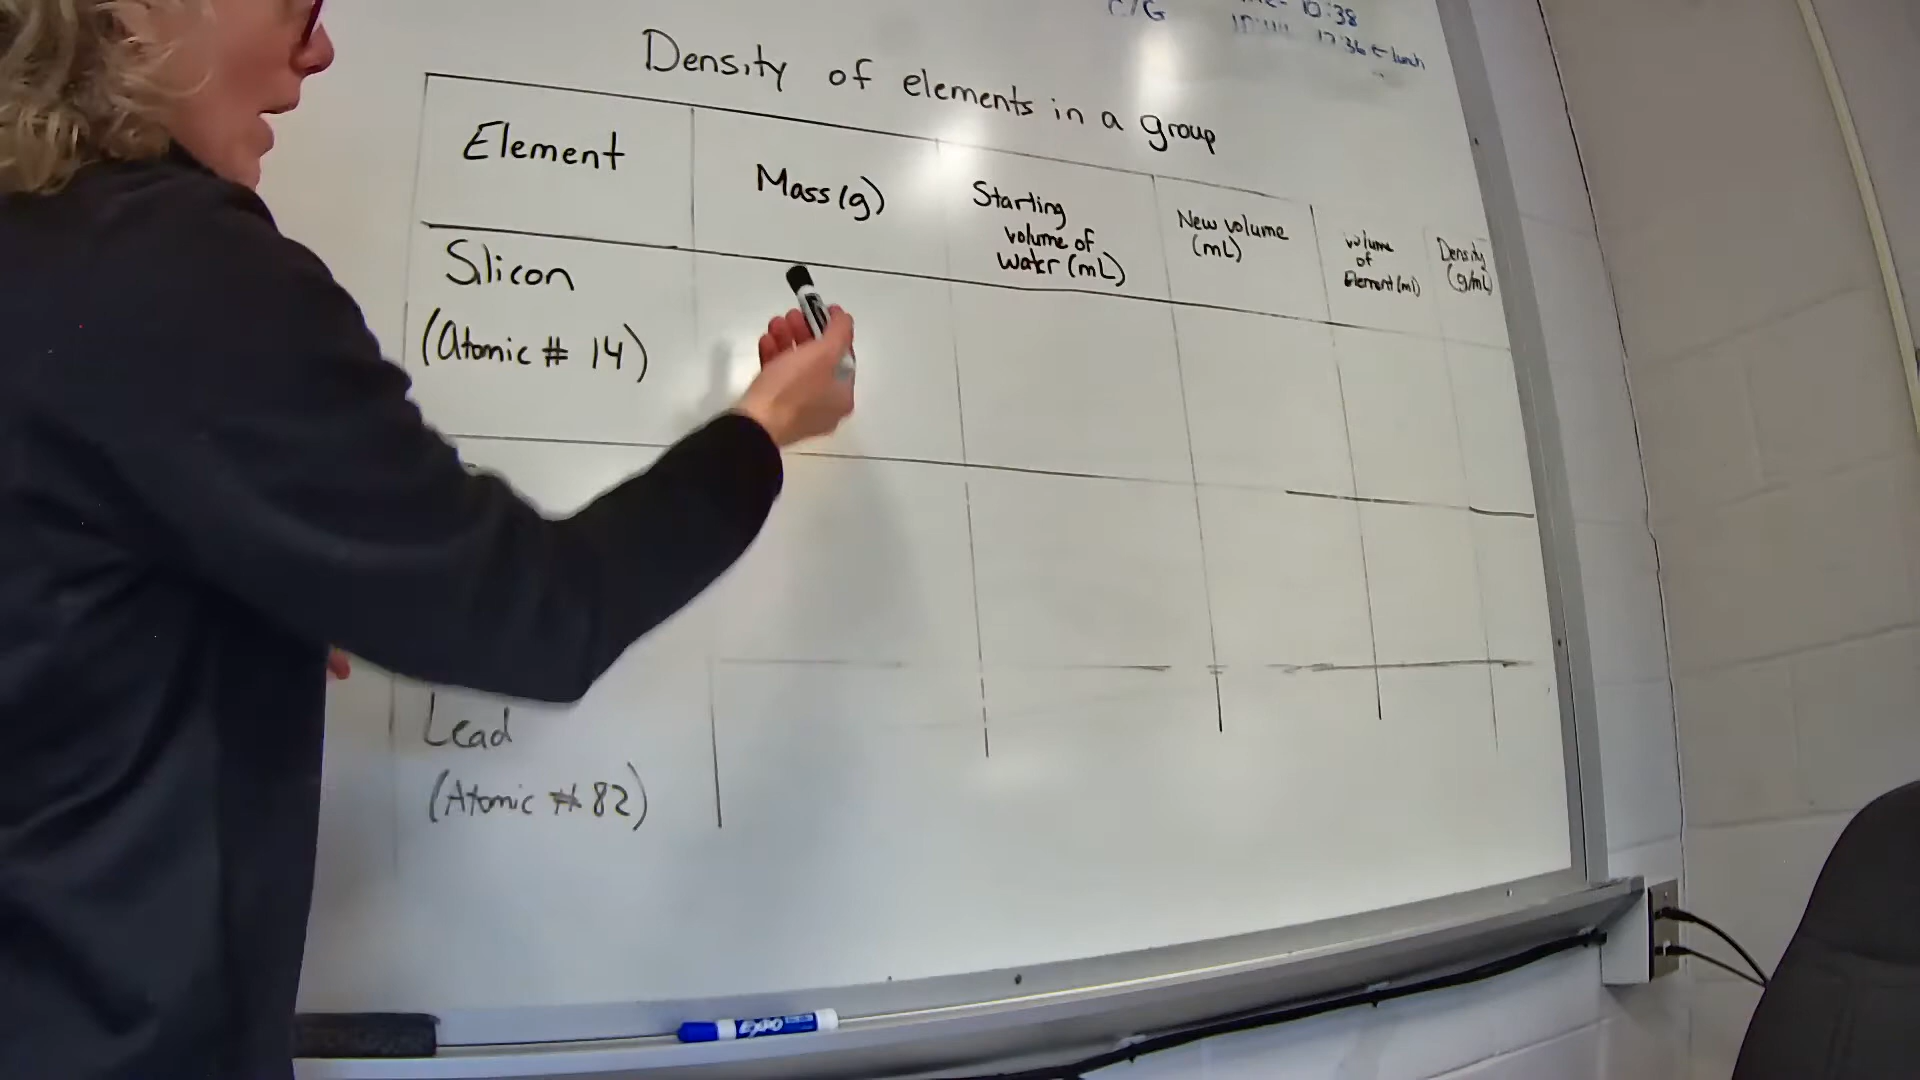 C/G
10:38
12:36 ← lunch
Density of elements in a group
Element
Mass (g)
Starting
volume of
water (mL)
New volume
(mL)
volume
of
Element (ml)
Density
(g/mL)
Silicon
(Atomic # 14)
Lead
(Atomic # 82)
EXPO